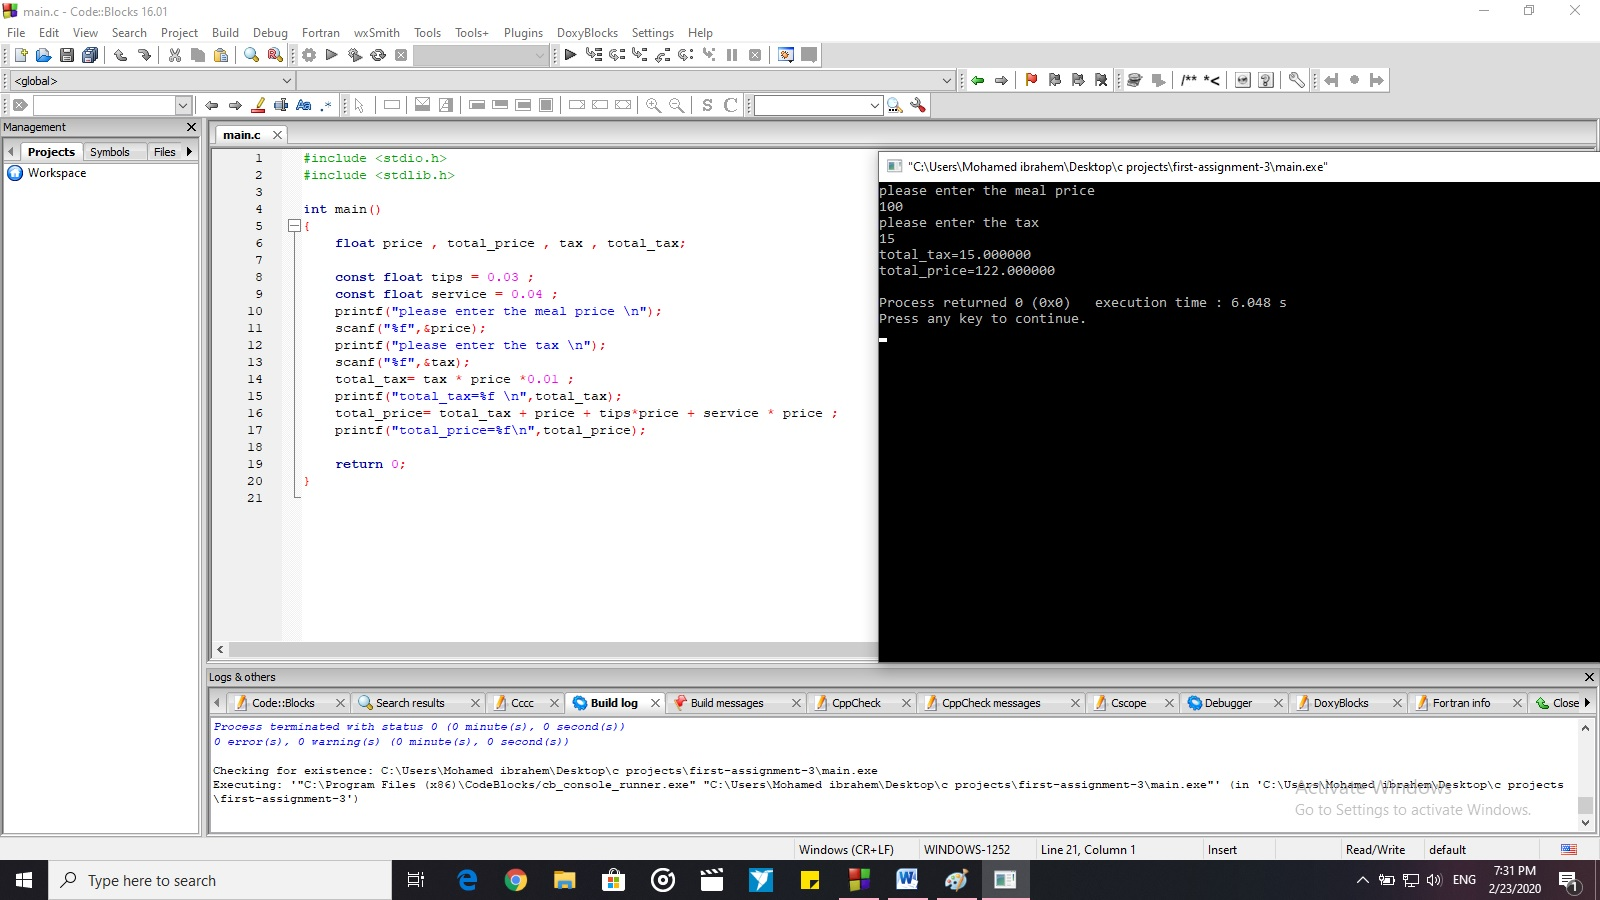 main.c - Code::Blocks 16.01
File Edit View Search Project Build Debug Fortran wxSmith Tools Tools+ Plugins DoxyBlocks Settings Help
<global>
/** *<
Aa .*
S C
Management
Projects Symbols Files
Workspace
main.c
1 #include <stdio.h>
2 #include <stdlib.h>
3
4 int main()
5 {
6 float price , total_price , tax , total_tax;
7
8 const float tips = 0.03 ;
9 const float service = 0.04 ;
10 printf("please enter the meal price \n");
11 scanf("%f",&price);
12 printf("please enter the tax \n");
13 scanf("%f",&tax);
14 total_tax= tax * price *0.01 ;
15 printf("total_tax=%f \n",total_tax);
16 total_price= total_tax + price + tips*price + service * price ;
17 printf("total_price=%f\n",total_price);
18
19 return 0;
20 }
21
"C:\Users\Mohamed ibrahem\Desktop\c projects\first-assignment-3\main.exe"
please enter the meal price
100
please enter the tax
15
total_tax=15.000000
total_price=122.000000
Process returned 0 (0x0) execution time : 6.048 s
Press any key to continue.
Logs & others
Code::Blocks Search results Cccc Build log Build messages CppCheck CppCheck messages Cscope Debugger DoxyBlocks Fortran info Close
Process terminated with status 0 (0 minute(s), 0 second(s))
0 error(s), 0 warning(s) (0 minute(s), 0 second(s))
Checking for existence: C:\Users\Mohamed ibrahem\Desktop\c projects\first-assignment-3\main.exe
Executing: '"C:\Program Files (x86)\CodeBlocks/cb_console_runner.exe" "C:\Users\Mohamed ibrahem\Desktop\c projects\first-assignment-3\main.exe"' (in 'C:\Users\Mohamed ibrahem\Desktop\c projects
\first-assignment-3')
Activate Windows
Go to Settings to activate Windows.
Windows (CR+LF) WINDOWS-1252 Line 21, Column 1 Insert Read/Write default
Type here to search
ENG
7:31 PM
2/23/2020
1